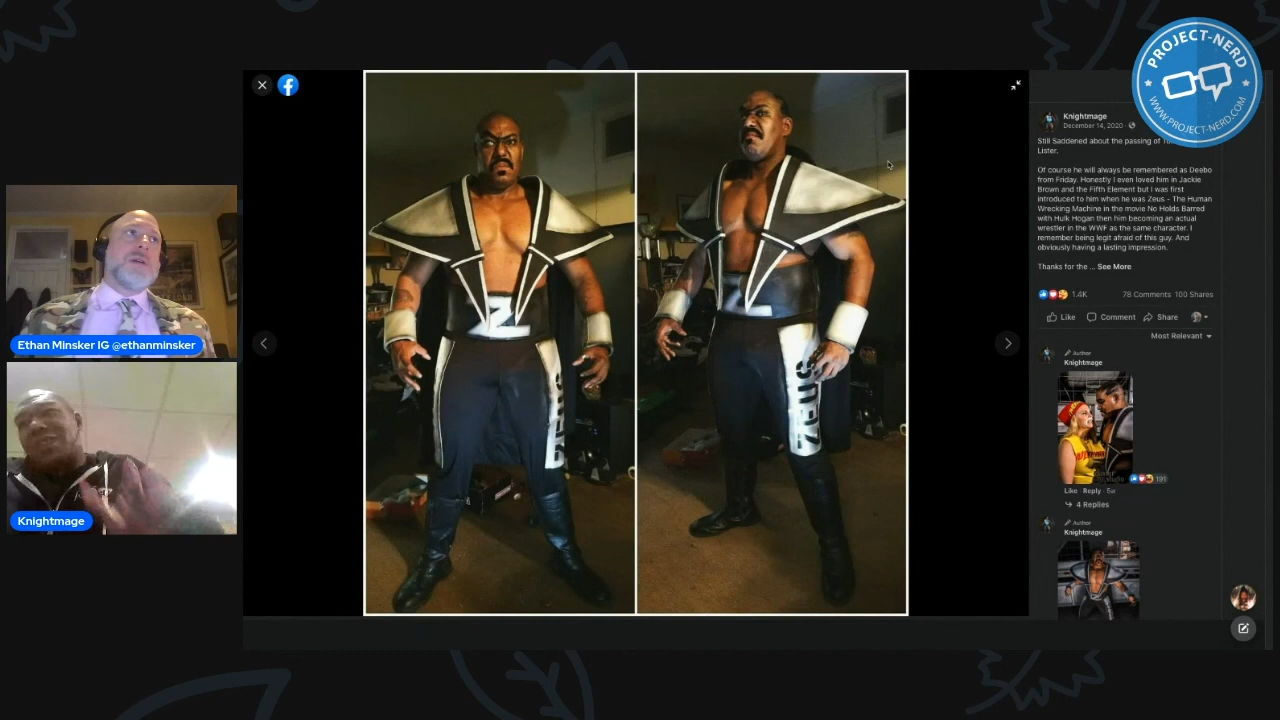 PROJECT-NERD
WWW.PROJECT-NERD.COM
Knightmage
December 14, 2020
Still Saddened about the passing of
Lister.
Of course he will always be remembered as Deebo
from Friday. Honestly I even loved him in Jackie
Brown and the Fifth Element but I was first
introduced to him when he was Zeus - The Human
Wrecking Machine in the movie No Holds Barred
with Hulk Hogan then him becoming an actual
wrestler in the WWF as the same character. I
remember being legit afraid of this guy. And
obviously having a lasting impression.
Thanks for the ... See More
1.4K 78 Comments 100 Shares
Like Comment Share
Most Relevant
Author
Knightmage
191
Like Reply 5w
4 Replies
Author
Knightmage
Z
ZEUS
Z
ZEUS
Ethan Minsker IG @ethanminsker
Knightmage